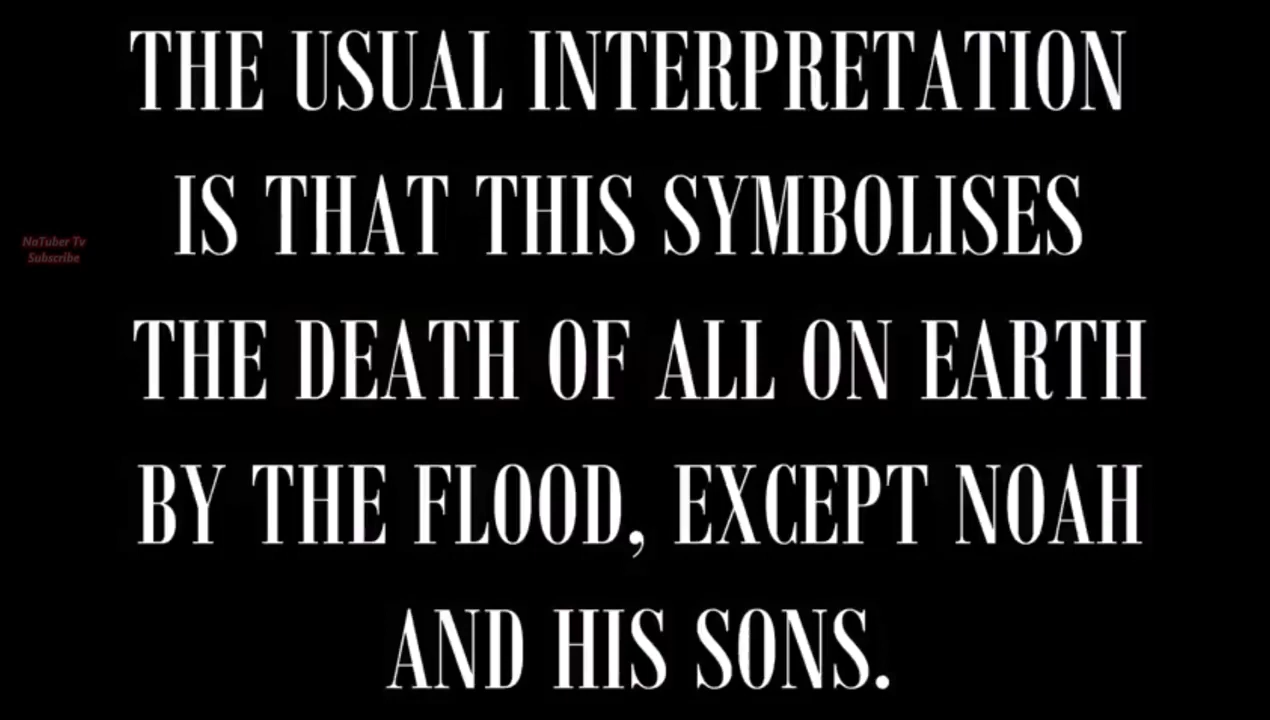 THE USUAL INTERPRETATION
IS THAT THIS SYMBOLISES
NaTuber Tv
Subscribe
THE DEATH OF ALL ON EARTH
BY THE FLOOD, EXCEPT NOAH
AND HIS SONS.